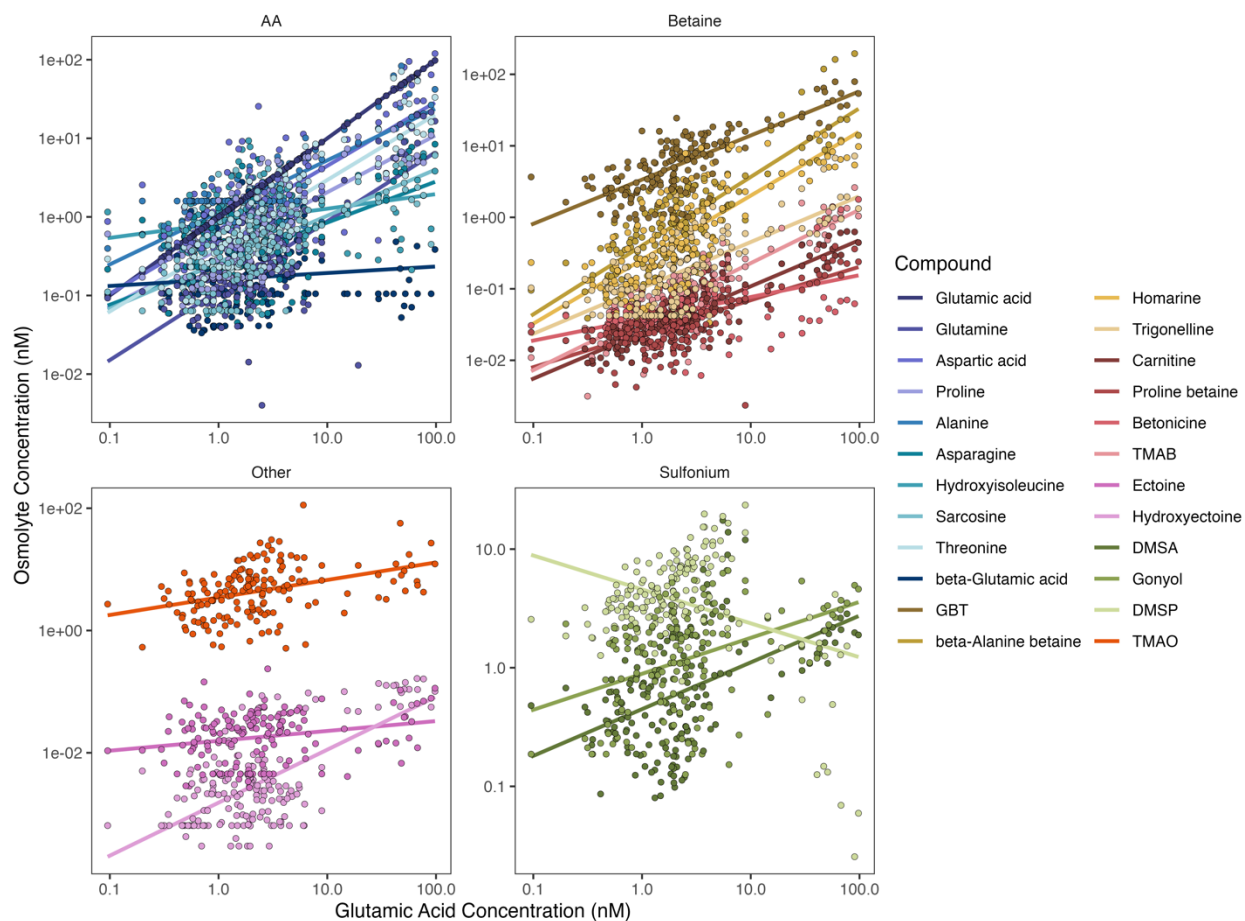 AA
Betaine
1e+02
1e+01
1e+00
1e-01
1e-02
0.1
1.0
10.0
100.0
1e+02
1e+01
1e+00
1e-01
1e-02
0.1
1.0
10.0
100.0
Other
Sulfonium
1e+02
1e+00
1e-02
0.1
1.0
10.0
100.0
10.0
1.0
0.1
0.1
1.0
10.0
100.0
Osmolyte Concentration (nM)
Glutamic Acid Concentration (nM)
Compound
Glutamic acid
Glutamine
Aspartic acid
Proline
Alanine
Asparagine
Hydroxyisoleucine
Sarcosine
Threonine
beta-Glutamic acid
GBT
beta-Alanine betaine
Homarine
Trigonelline
Carnitine
Proline betaine
Betonicine
TMAB
Ectoine
Hydroxyectoine
DMSA
Gonyol
DMSP
TMAO